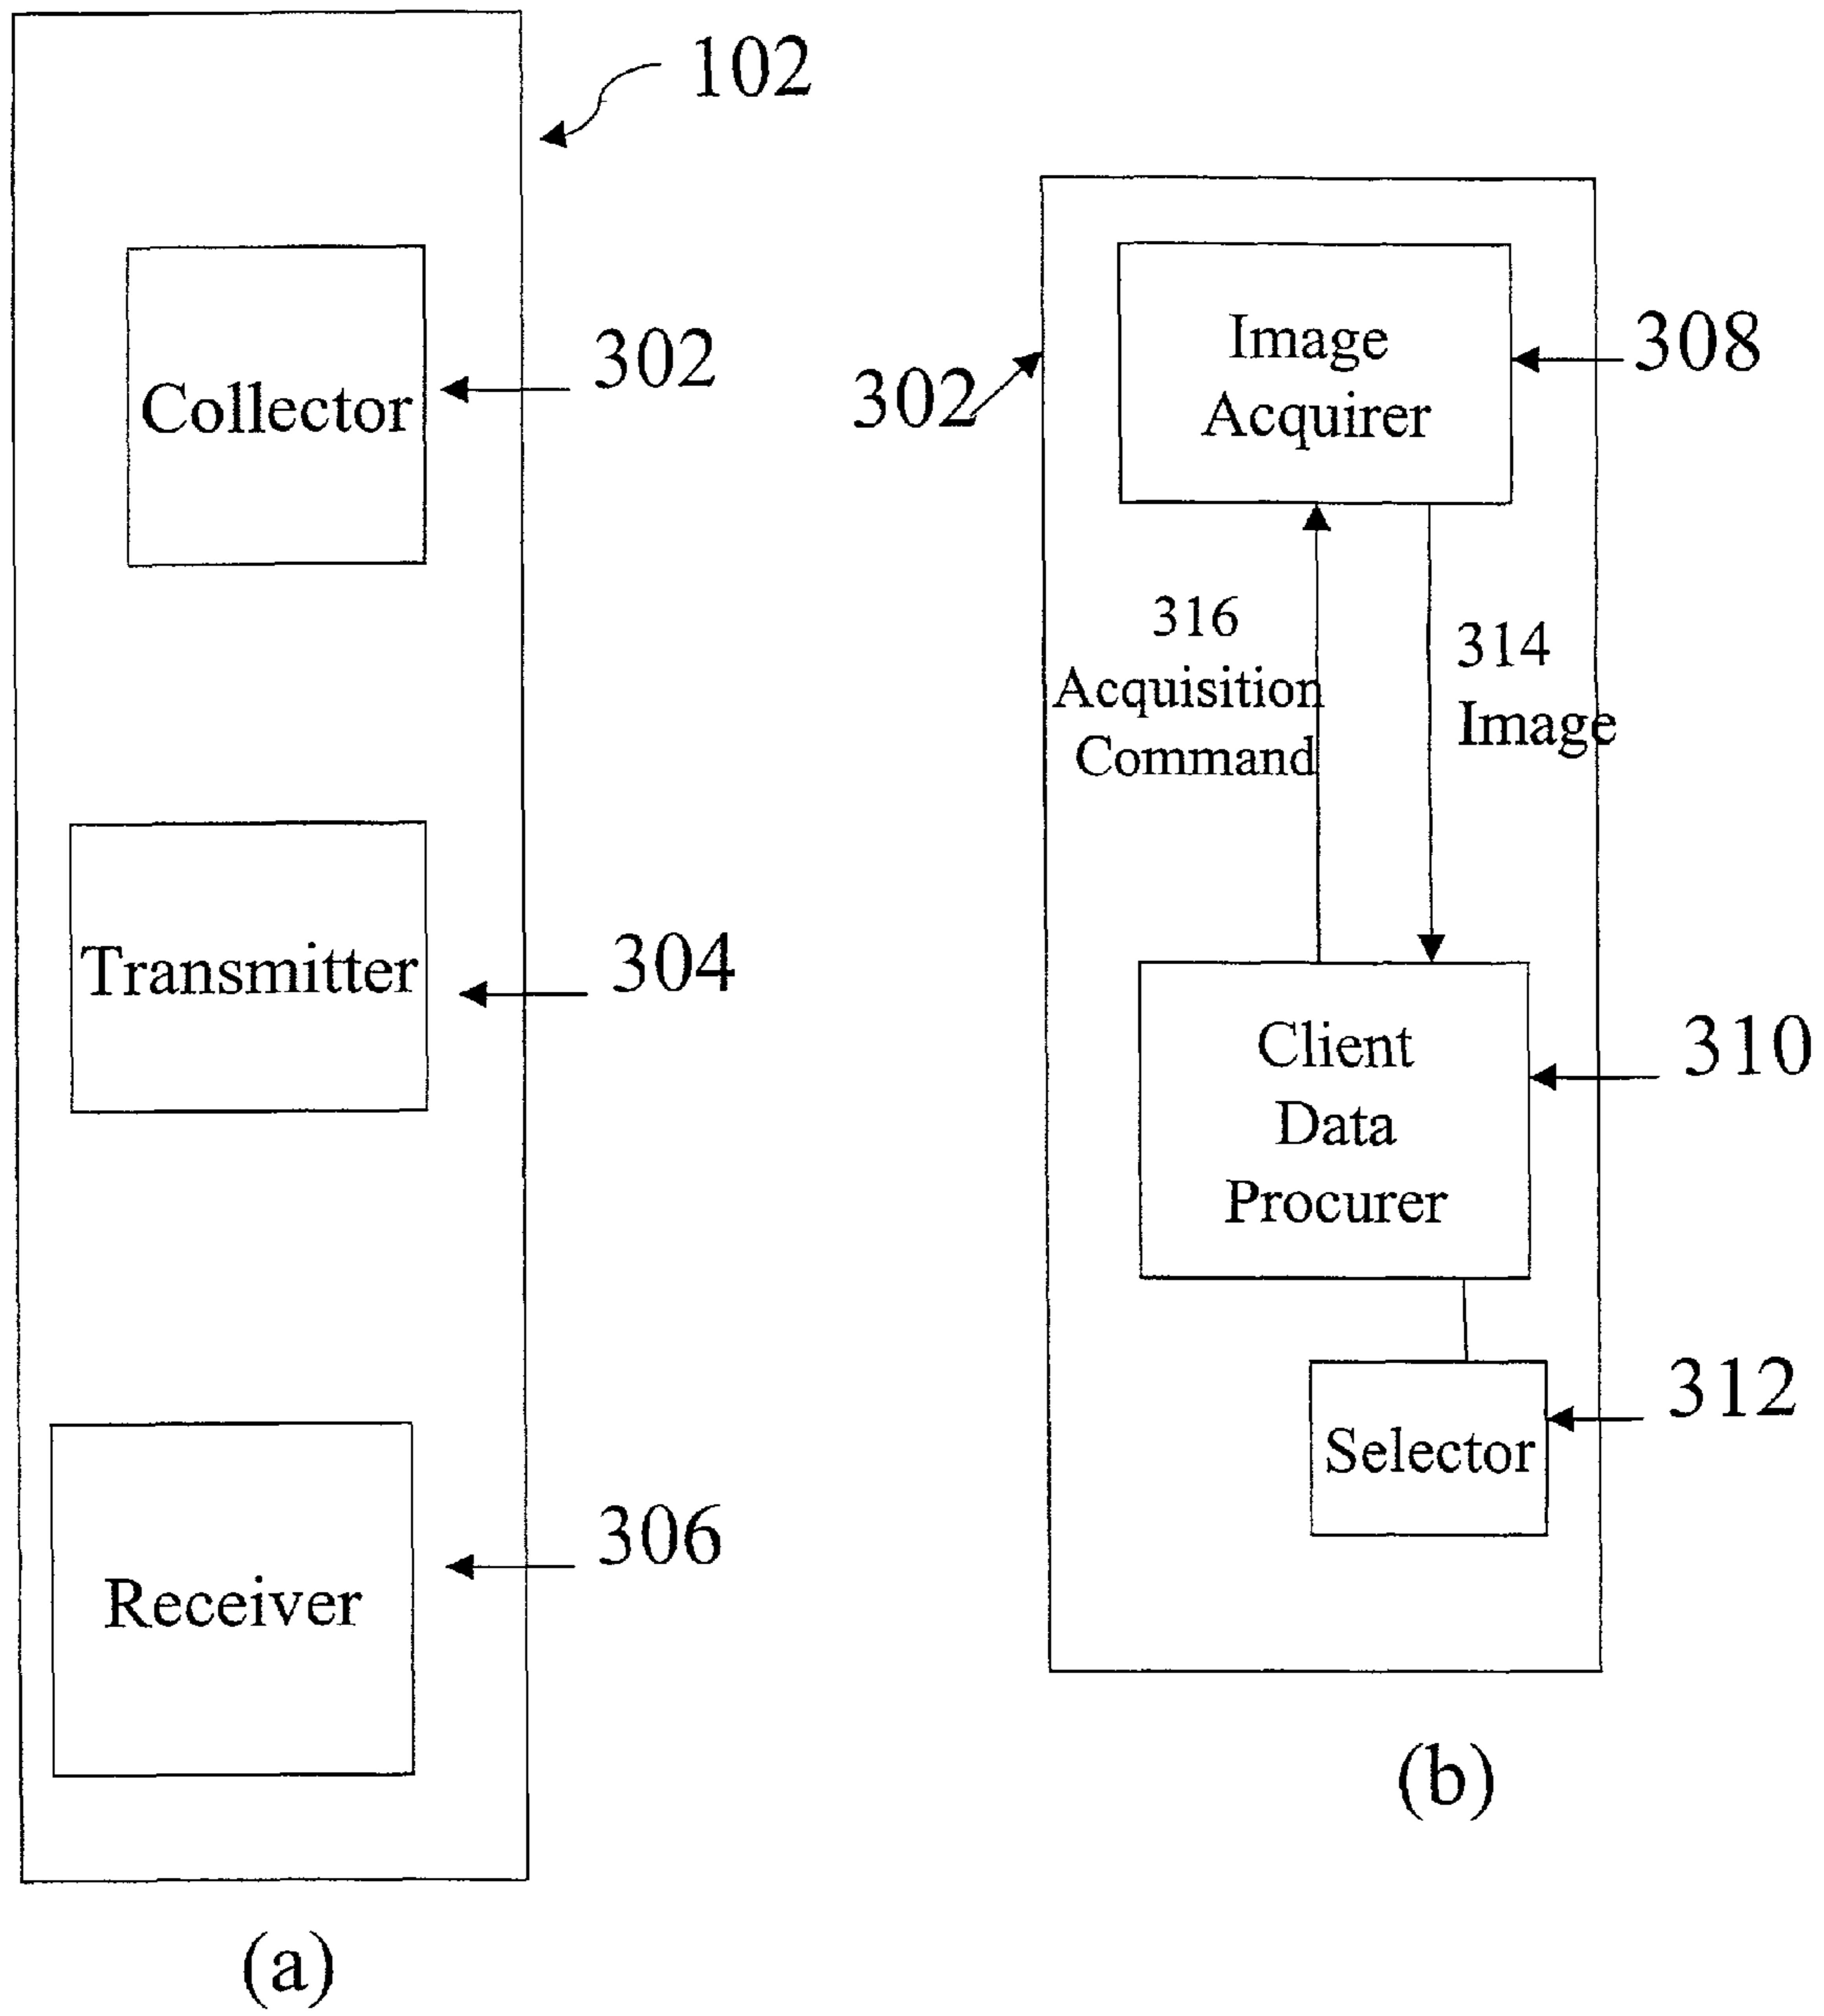 102
Collector
302
Transmitter
304
Receiver
306
(a)
302
Image
Acquirer
308
316
Acquisition
Command
314
Image
Client
Data
Procurer
310
Selector
312
(b)